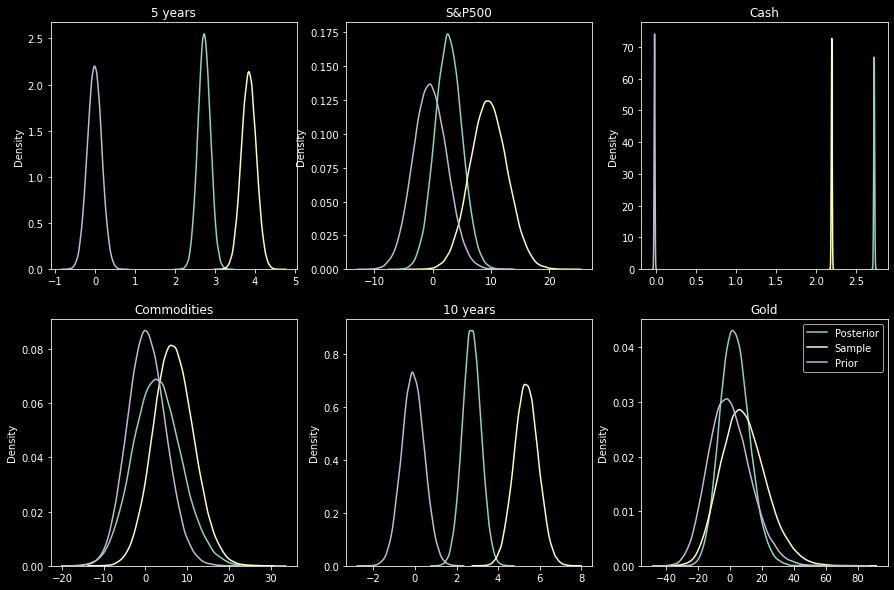 5 years
S&P500
Cash
Density
2.5
2.0
1.5
1.0
0.5
0.0
−1 0 1 2 3 4 5
Density
0.175
0.150
0.125
0.100
0.075
0.050
0.025
0.000
−10 0 10 20
Density
70
60
50
40
30
20
10
0
0.0 0.5 1.0 1.5 2.0 2.5
Commodities
10 years
Gold
Density
0.08
0.06
0.04
0.02
0.00
−20 −10 0 10 20 30
Density
0.8
0.6
0.4
0.2
0.0
−2 0 2 4 6 8
Density
0.04
0.03
0.02
0.01
0.00
−40 −20 0 20 40 60 80
Posterior
Sample
Prior